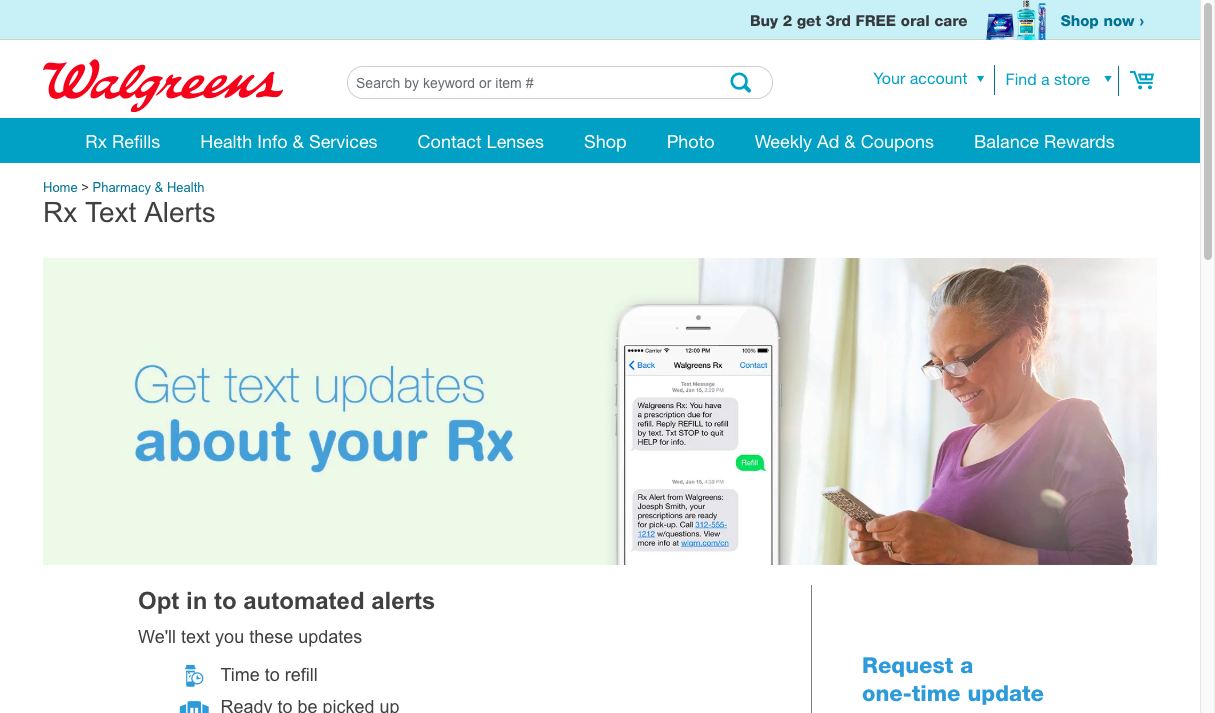 Buy 2 get 3rd FREE oral care
Shop now ›
Walgreens
Search by keyword or item #
Your account ▼
Find a store ▼
Rx Refills
Health Info & Services
Contact Lenses
Shop
Photo
Weekly Ad & Coupons
Balance Rewards
Home > Pharmacy & Health
Rx Text Alerts
Get text updates
about your Rx
Carrier
12:00 PM
100%
Back
Walgreens Rx
Contact
Text Message
Wed, Jan 15, 3:29 PM
Walgreens Rx: You have
a prescription due for
refill. Reply REFILL to refill
by text. Txt STOP to quit
HELP for info.
Refill
Wed, Jan 15, 4:38 PM
Rx Alert from Walgreens:
Joesph Smith, your
prescriptions are ready
for pick-up. Call 312-555-
1212 w/questions. View
more info at wlgrn.com/cn
Opt in to automated alerts
We'll text you these updates
Time to refill
Ready to be picked up
Request a
one-time update